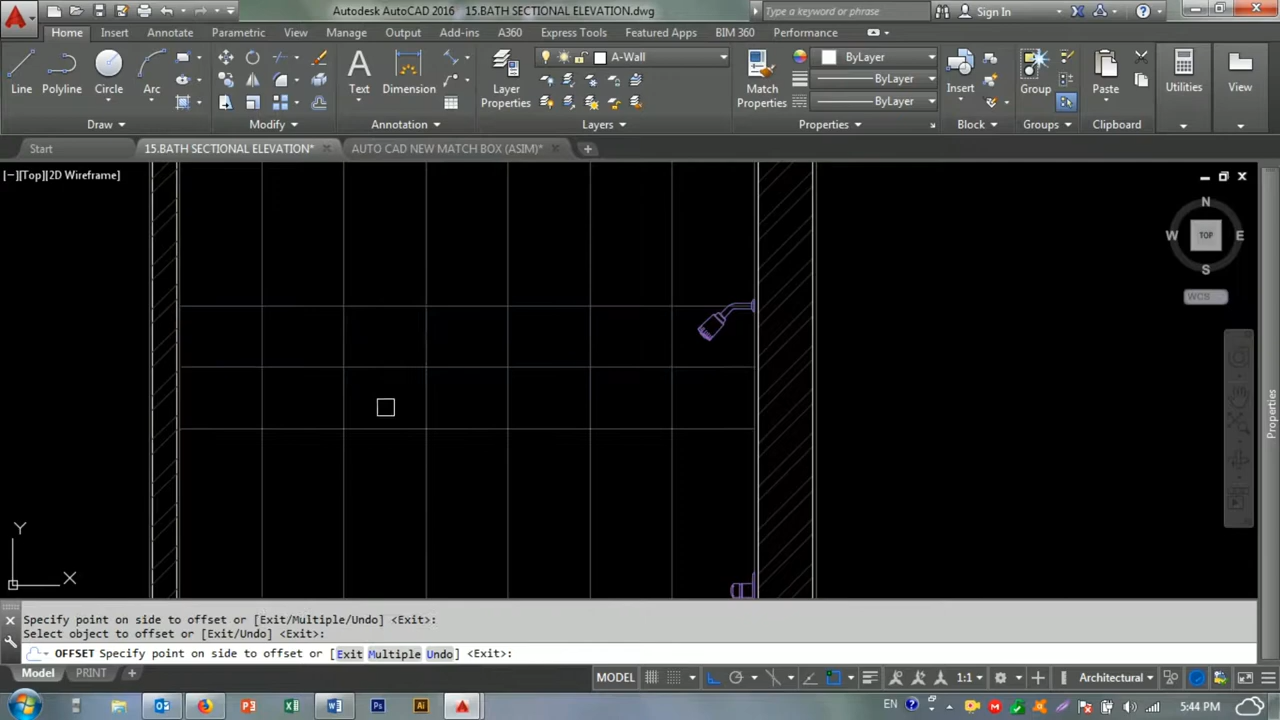 Autodesk AutoCAD 2016 15.BATH SECTIONAL ELEVATION.dwg
Type a keyword or phrase
Sign In
Home Insert Annotate Parametric View Manage Output Add-ins A360 Express Tools Featured Apps BIM 360 Performance
A-Wall
ByLayer
ByLayer
ByLayer
Line Polyline Circle Arc Text Dimension Layer Properties Match Properties Insert Group Paste Utilities View
Draw Modify Annotation Layers Properties Block Groups Clipboard
Start 15.BATH SECTIONAL ELEVATION* AUTO CAD NEW MATCH BOX (ASIM)*
[−][Top][2D Wireframe]
N
W TOP E
S
WCS
Properties
Y
X
Specify point on side to offset or [Exit/Multiple/Undo] <Exit>:
Select object to offset or [Exit/Undo] <Exit>:
OFFSET Specify point on side to offset or [Exit Multiple Undo] <Exit>:
Model PRINT
MODEL 1:1 Architectural
EN 5:44 PM